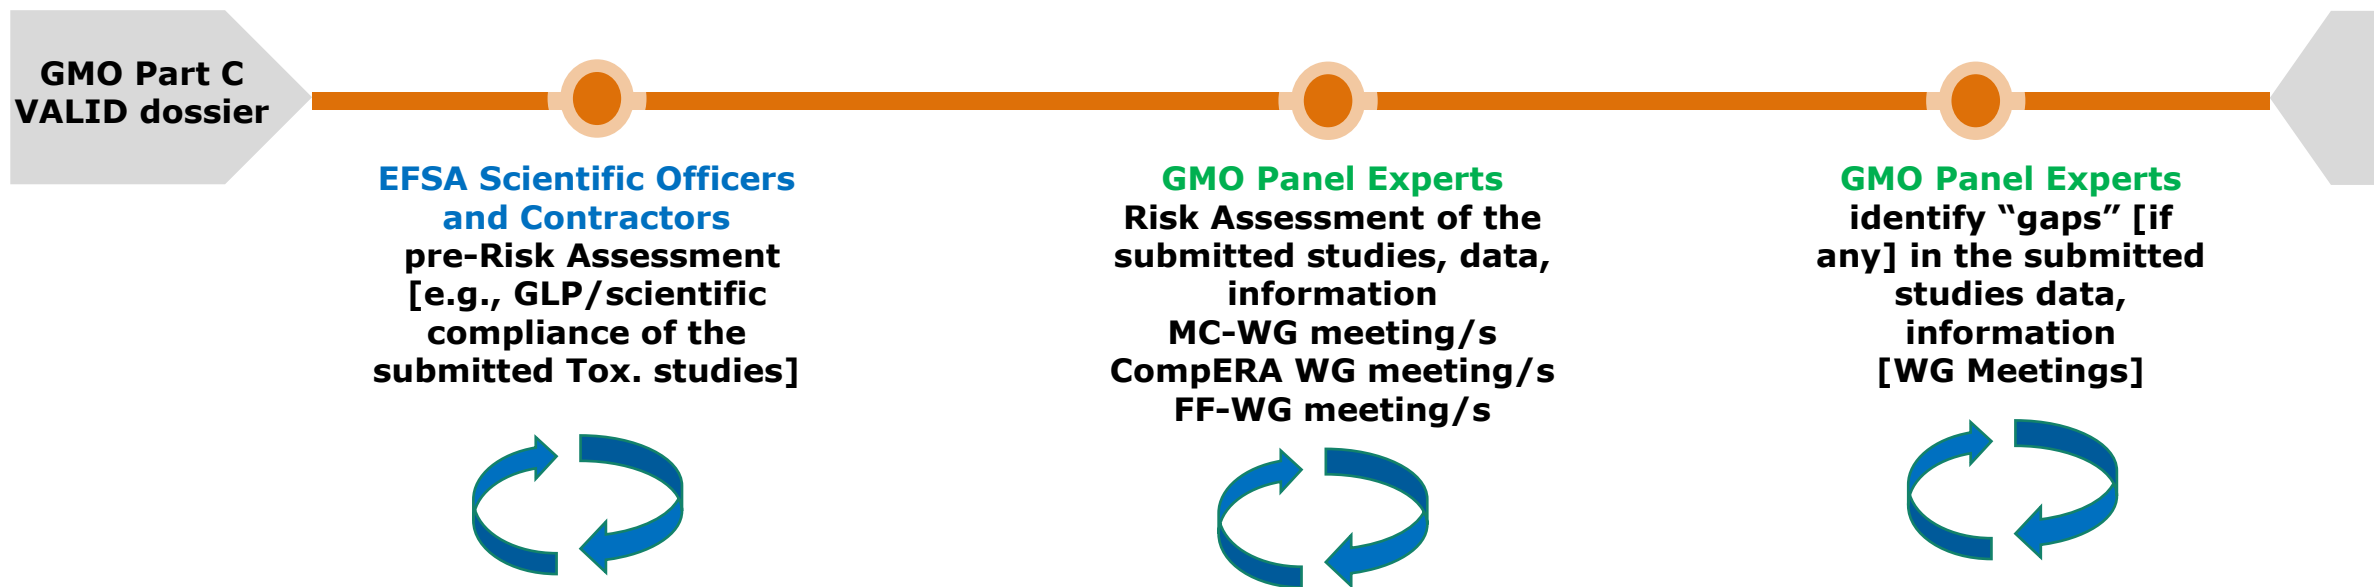 GMO Part C
VALID dossier
EFSA Scientific Officers
and Contractors
pre-Risk Assessment
[e.g., GLP/scientific
compliance of the
submitted Tox. studies]
GMO Panel Experts
Risk Assessment of the
submitted studies, data,
information
MC-WG meeting/s
CompERA WG meeting/s
FF-WG meeting/s
GMO Panel Experts
identify “gaps” [if
any] in the submitted
studies data,
information
[WG Meetings]